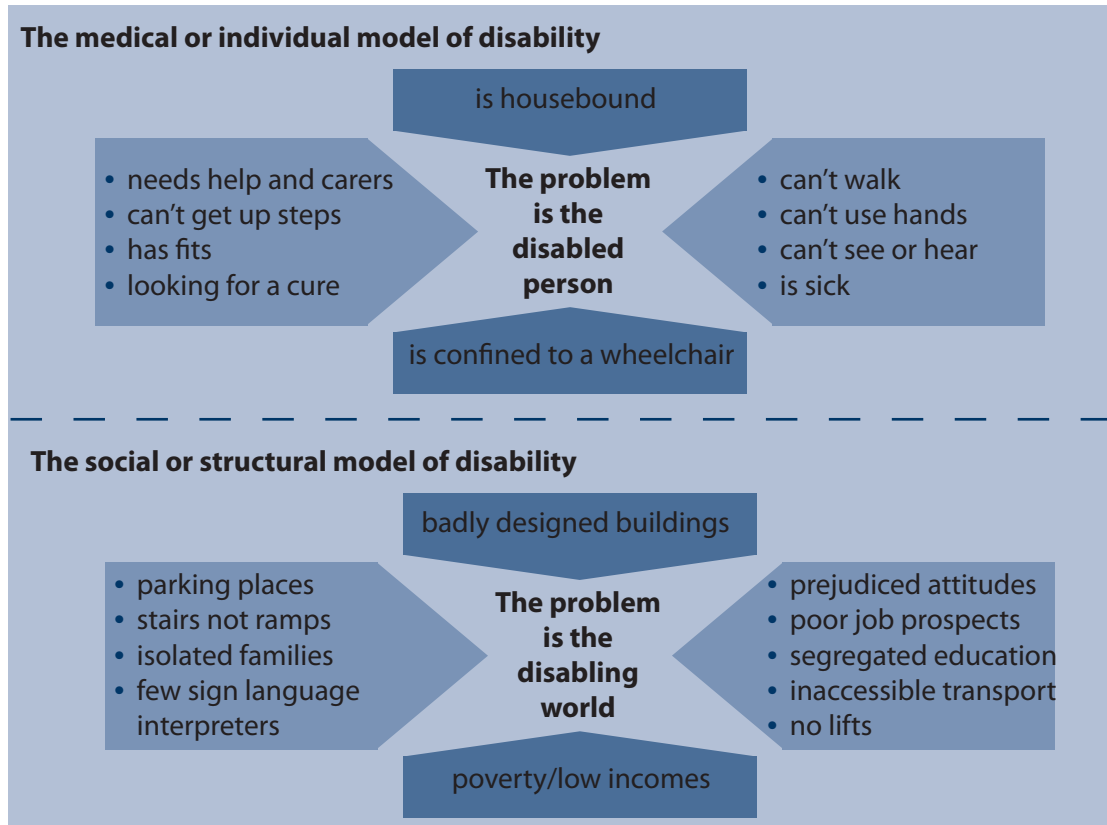 The medical or individual model of disability
is housebound
• needs help and carers
• can't get up steps
• has fits
• looking for a cure
The problem
is the
disabled
person
• can't walk
• can't use hands
• can't see or hear
• is sick
is confined to a wheelchair
The social or structural model of disability
badly designed buildings
• parking places
• stairs not ramps
• isolated families
• few sign language
interpreters
The problem
is the
disabling
world
• prejudiced attitudes
• poor job prospects
• segregated education
• inaccessible transport
• no lifts
poverty/low incomes